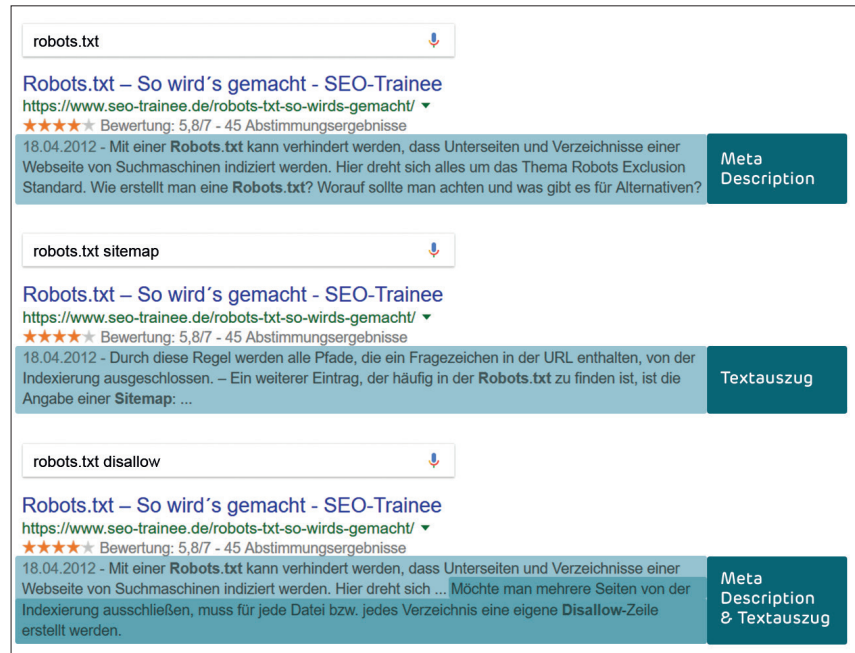 robots.txt
Robots.txt – So wird´s gemacht - SEO-Trainee
https://www.seo-trainee.de/robots-txt-so-wirds-gemacht/
Bewertung: 5,8/7 - 45 Abstimmungsergebnisse
18.04.2012 - Mit einer Robots.txt kann verhindert werden, dass Unterseiten und Verzeichnisse einer
Webseite von Suchmaschinen indiziert werden. Hier dreht sich alles um das Thema Robots Exclusion
Standard. Wie erstellt man eine Robots.txt? Worauf sollte man achten und was gibt es für Alternativen?
Meta
Description
robots.txt sitemap
Robots.txt – So wird´s gemacht - SEO-Trainee
https://www.seo-trainee.de/robots-txt-so-wirds-gemacht/
Bewertung: 5,8/7 - 45 Abstimmungsergebnisse
18.04.2012 - Durch diese Regel werden alle Pfade, die ein Fragezeichen in der URL enthalten, von der
Indexierung ausgeschlossen. – Ein weiterer Eintrag, der häufig in der Robots.txt zu finden ist, ist die
Angabe einer Sitemap: ...
Textauszug
robots.txt disallow
Robots.txt – So wird´s gemacht - SEO-Trainee
https://www.seo-trainee.de/robots-txt-so-wirds-gemacht/
Bewertung: 5,8/7 - 45 Abstimmungsergebnisse
18.04.2012 - Mit einer Robots.txt kann verhindert werden, dass Unterseiten und Verzeichnisse einer
Webseite von Suchmaschinen indiziert werden. Hier dreht sich ... Möchte man mehrere Seiten von der
Indexierung ausschließen, muss für jede Datei bzw. jedes Verzeichnis eine eigene Disallow-Zeile
erstellt werden.
Meta
Description
& Textauszug